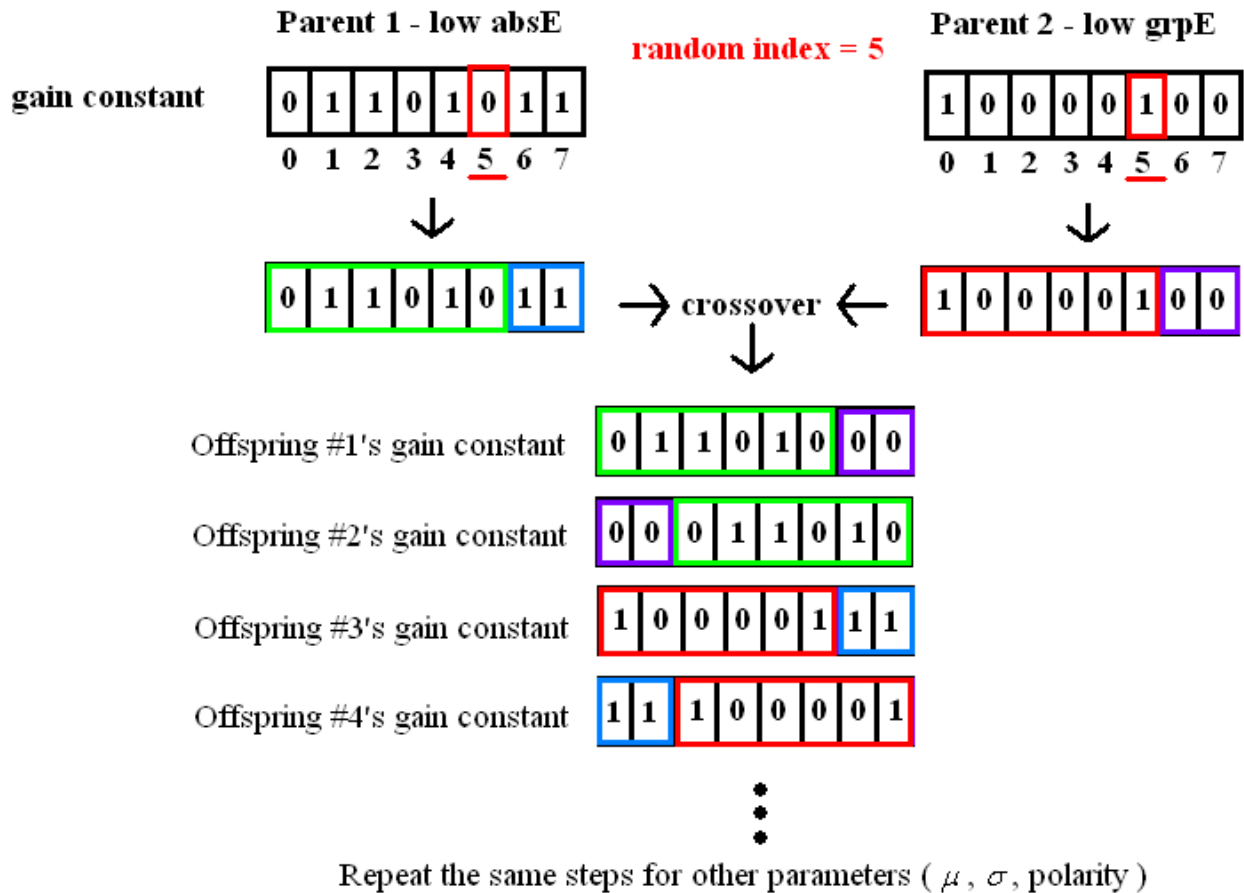 Parent 1 - low absE
random index = 5
Parent 2 - low grpE
gain constant
0 1 1 0 1 0 1 1
1 0 0 0 0 1 0 0
0 1 2 3 4 5 6 7
0 1 2 3 4 5 6 7
0 1 1 0 1 0 1 1
crossover
1 0 0 0 0 1 0 0
Offspring #1's gain constant
0 1 1 0 1 0 0 0
Offspring #2's gain constant
0 0 0 1 1 0 1 0
Offspring #3's gain constant
1 0 0 0 0 1 1 1
Offspring #4's gain constant
1 1 1 0 0 0 0 1
Repeat the same steps for other parameters ( μ , σ , polarity )